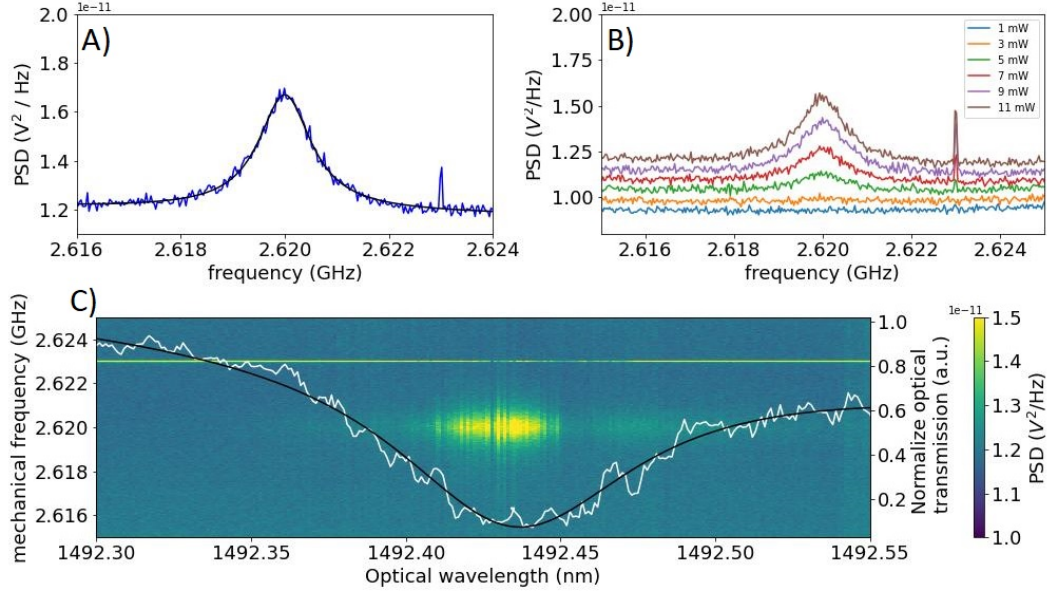 1e−11
A)
2.0
1.8
1.6
1.4
1.2
PSD (V² / Hz)
2.616
2.618
2.620
2.622
2.624
frequency (GHz)
1e−11
B)
2.00
1.75
1.50
1.25
1.00
PSD (V²/Hz)
1 mW
3 mW
5 mW
7 mW
9 mW
11 mW
2.616
2.618
2.620
2.622
2.624
frequency (GHz)
C)
mechanical frequency (GHz)
2.624
2.622
2.620
2.618
2.616
1492.30
1492.35
1492.40
1492.45
1492.50
1492.55
Optical wavelength (nm)
1.0
0.8
0.6
0.4
0.2
Normalize optical
transmission (a.u.)
1e−11
1.5
1.4
1.3
1.2
1.1
1.0
PSD (V²/Hz)